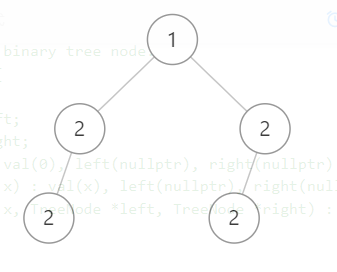 1
binary tree node
2
2
ft;
ght;
val(0), left(nullptr), right(nullptr)
x) : val(x), left(nullptr), right(null
x, TreeNode *left, TreeNode *right) :
2
2